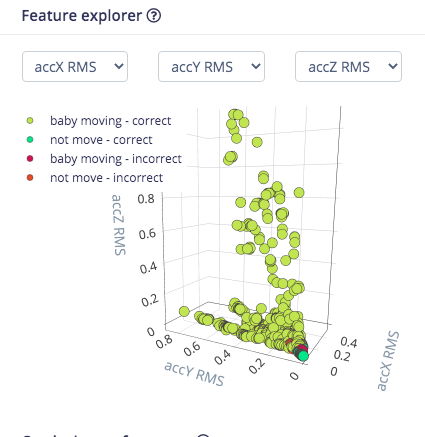 Feature explorer ?
accX RMS
accY RMS
accZ RMS
baby moving - correct
not move - correct
baby moving - incorrect
not move - incorrect
accZ RMS
0.8
0.6
0.4
0.2
0
0.8
0.6
0.4
0.2
0
accY RMS
0.4
0.2
0
accX RMS